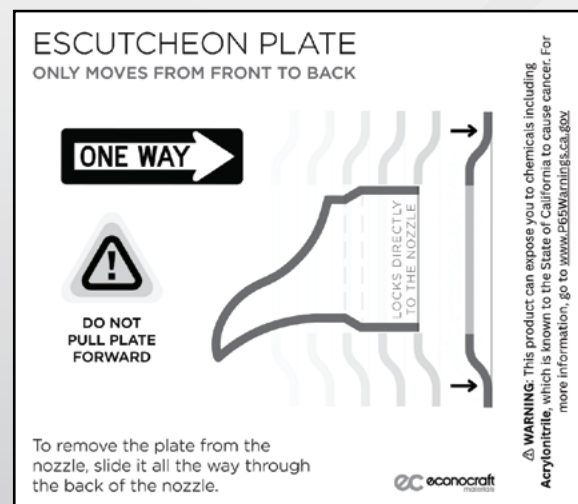 ESCUTCHEON PLATE
ONLY MOVES FROM FRONT TO BACK
ONE WAY
!
DO NOT
PULL PLATE
FORWARD
LOCKS DIRECTLY
TO THE NOZZLE
To remove the plate from the
nozzle, slide it all the way through
the back of the nozzle.
ec econocraft
materials
⚠ WARNING: This product can expose you to chemicals including
Acrylonitrile, which is known to the State of California to cause cancer. For
more information, go to www.P65Warnings.ca.gov